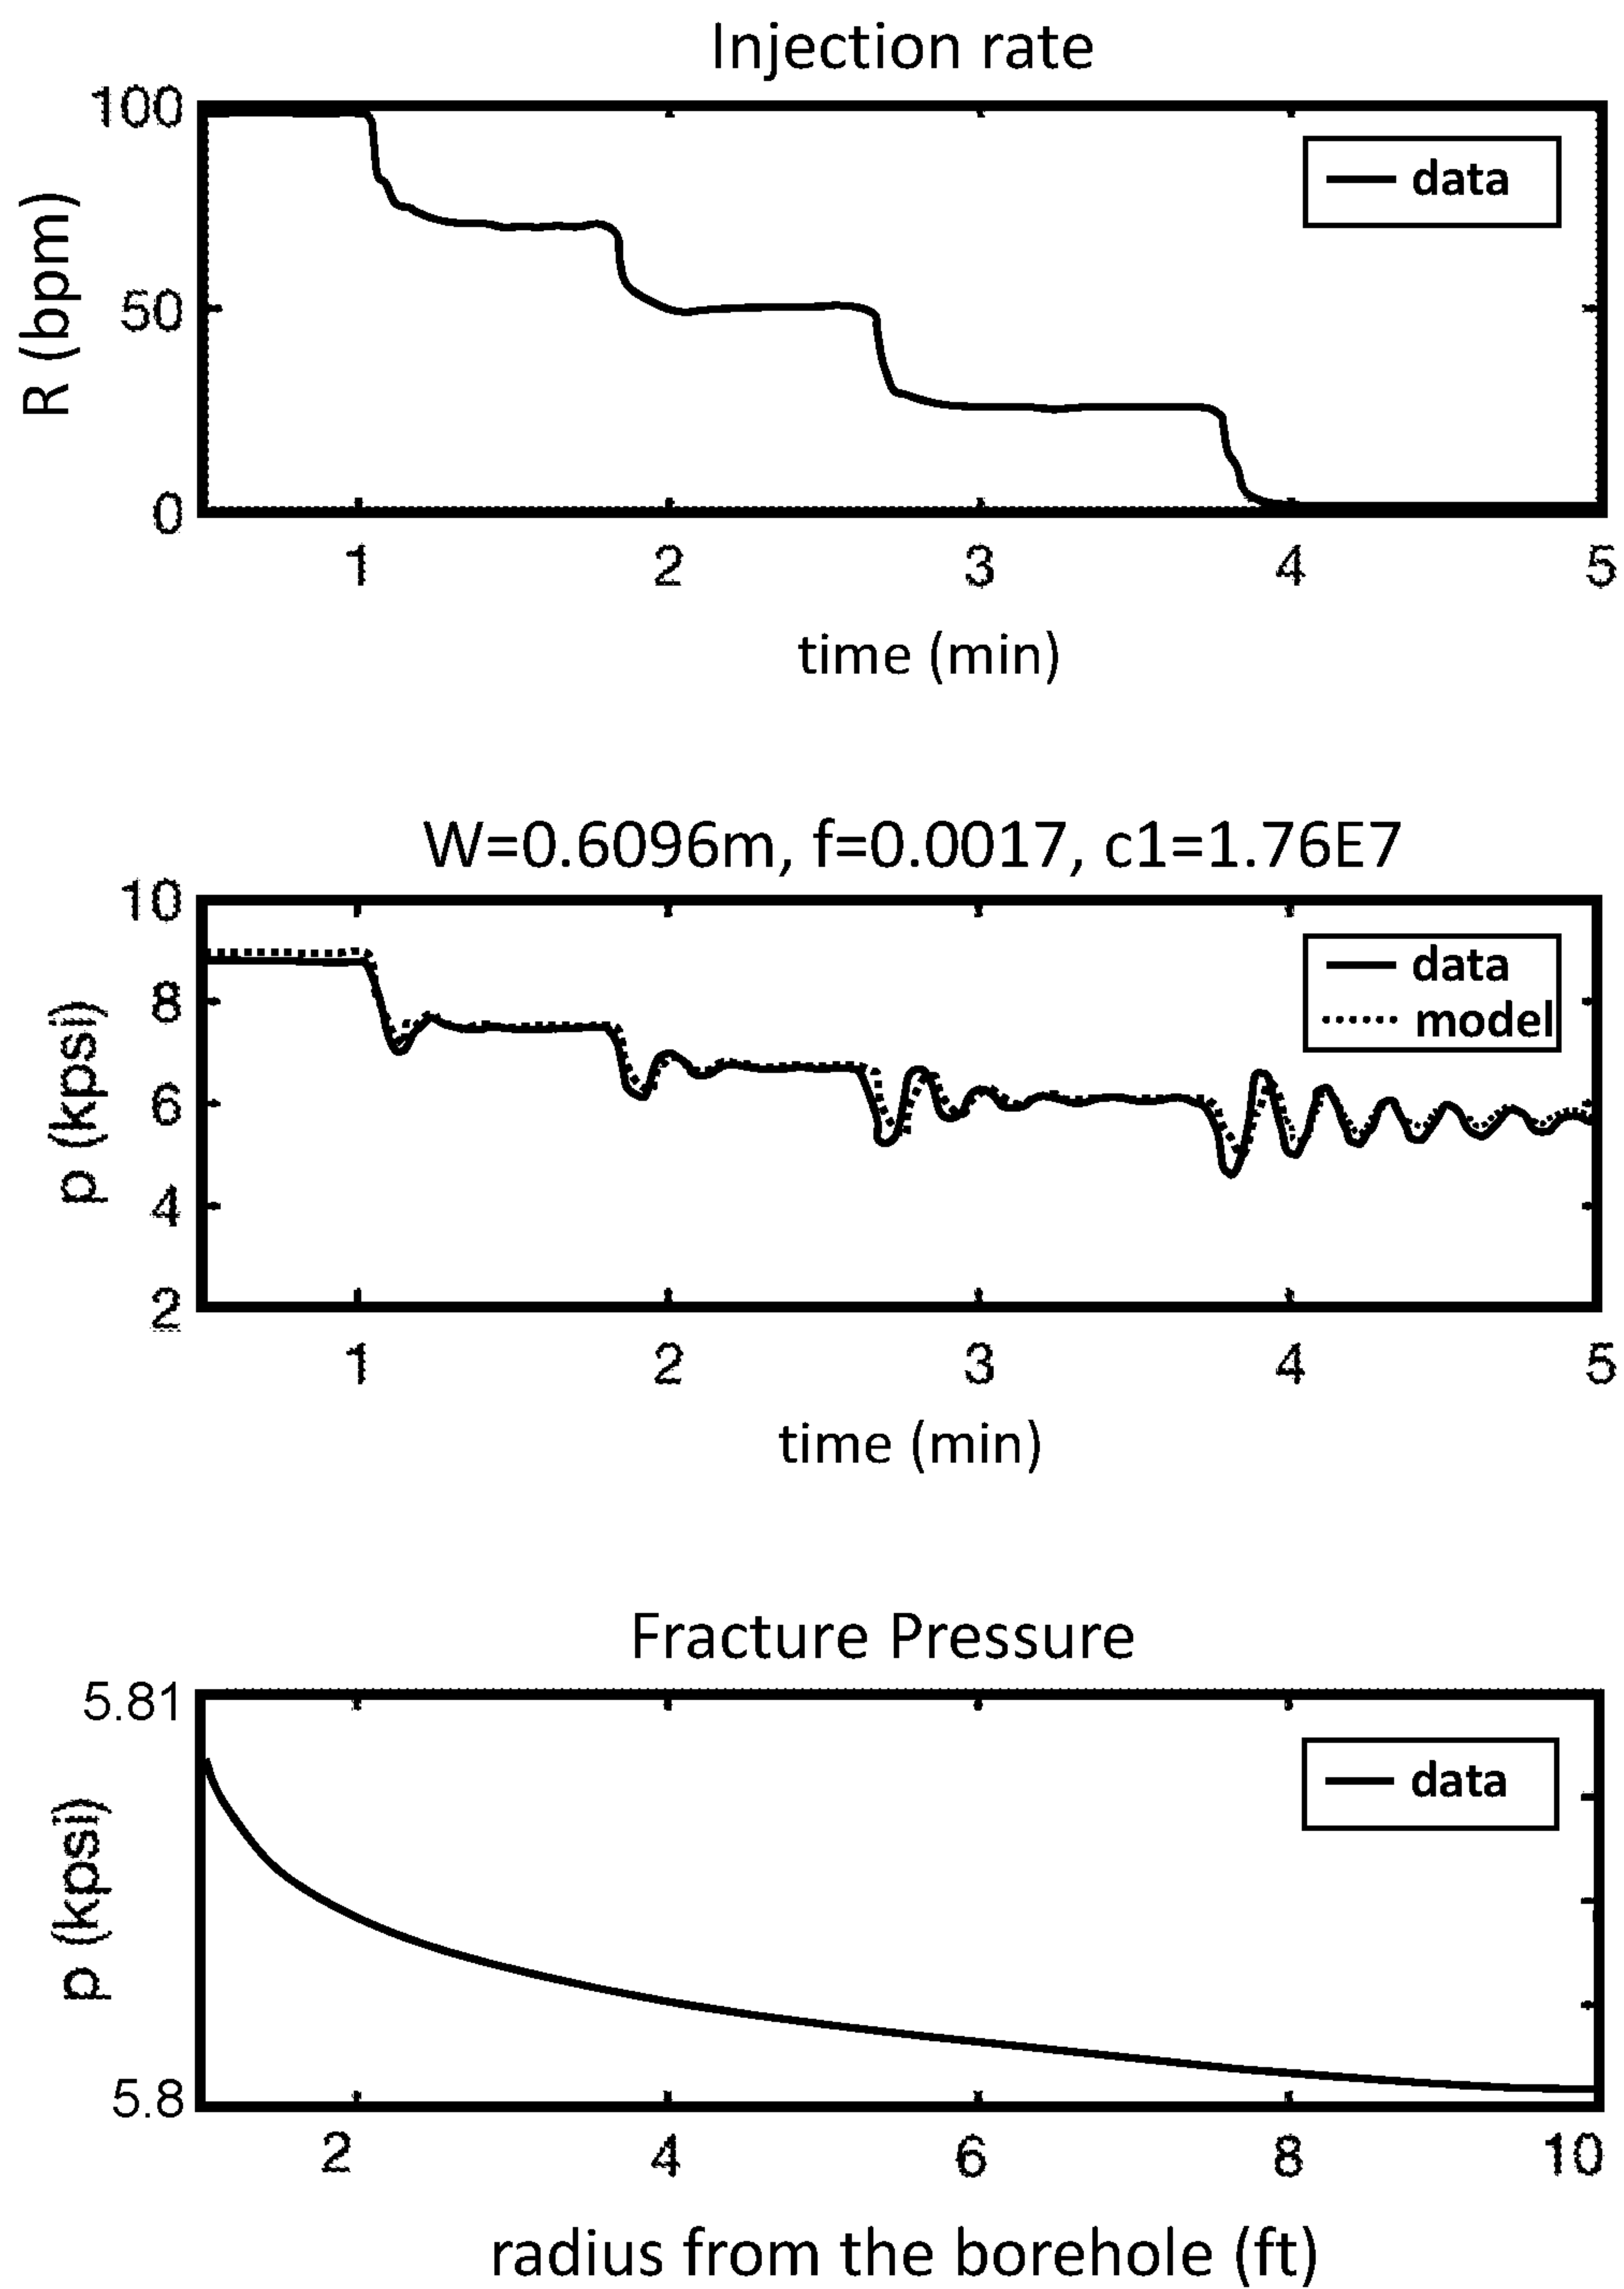 Injection rate
100
50
0
R (bpm)
data
1 2 3 4 5
time (min)
W=0.6096m, f=0.0017, c1=1.76E7
10
8
6
4
2
p (kpsi)
data
model
1 2 3 4 5
time (min)
Fracture Pressure
5.81
5.8
p (kpsi)
data
2 4 6 8 10
radius from the borehole (ft)